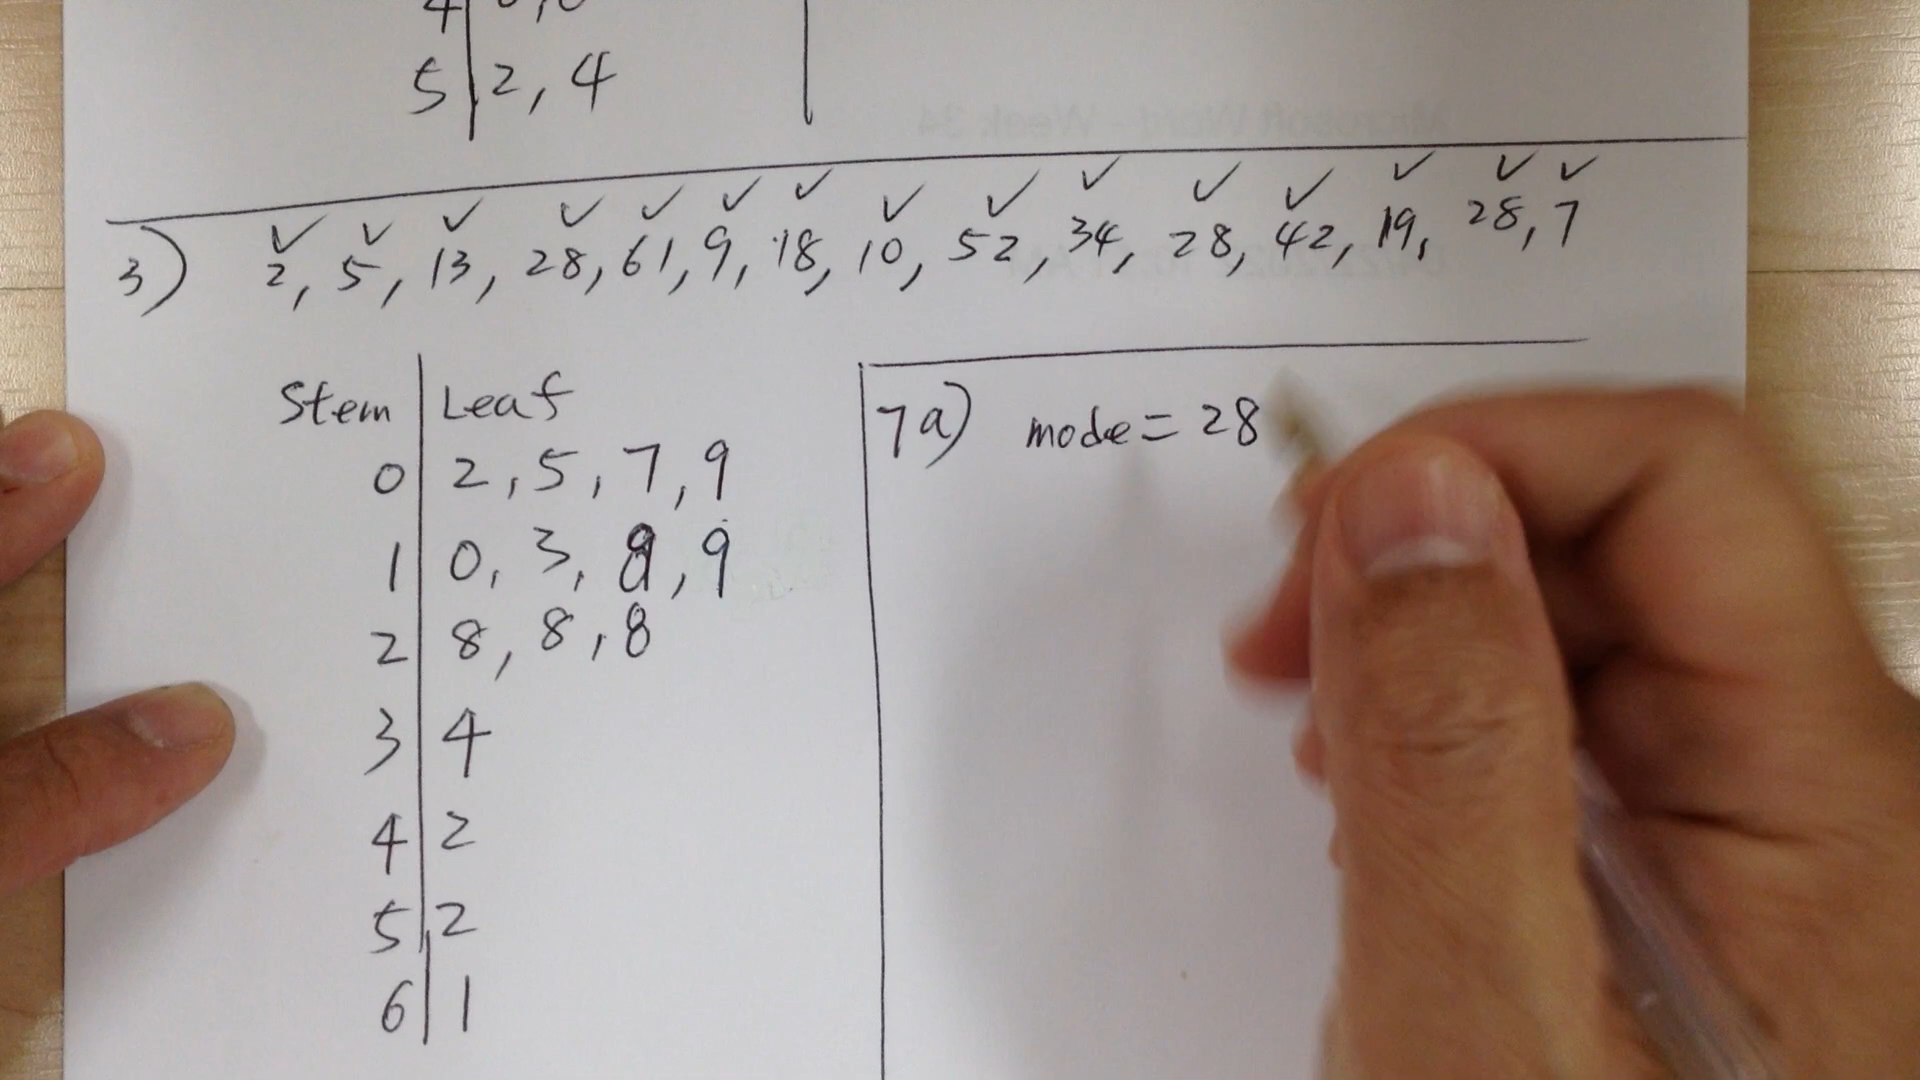 5 | 2, 4
3) 2, 5, 13, 28, 61, 9, 18, 10, 52, 34, 28, 42, 19, 28, 7
Stem | Leaf
0 | 2, 5, 7, 9
1 | 0, 3, 8, 9
2 | 8, 8, 8
3 | 4
4 | 2
5 | 2
6 | 1
7a) mode = 28